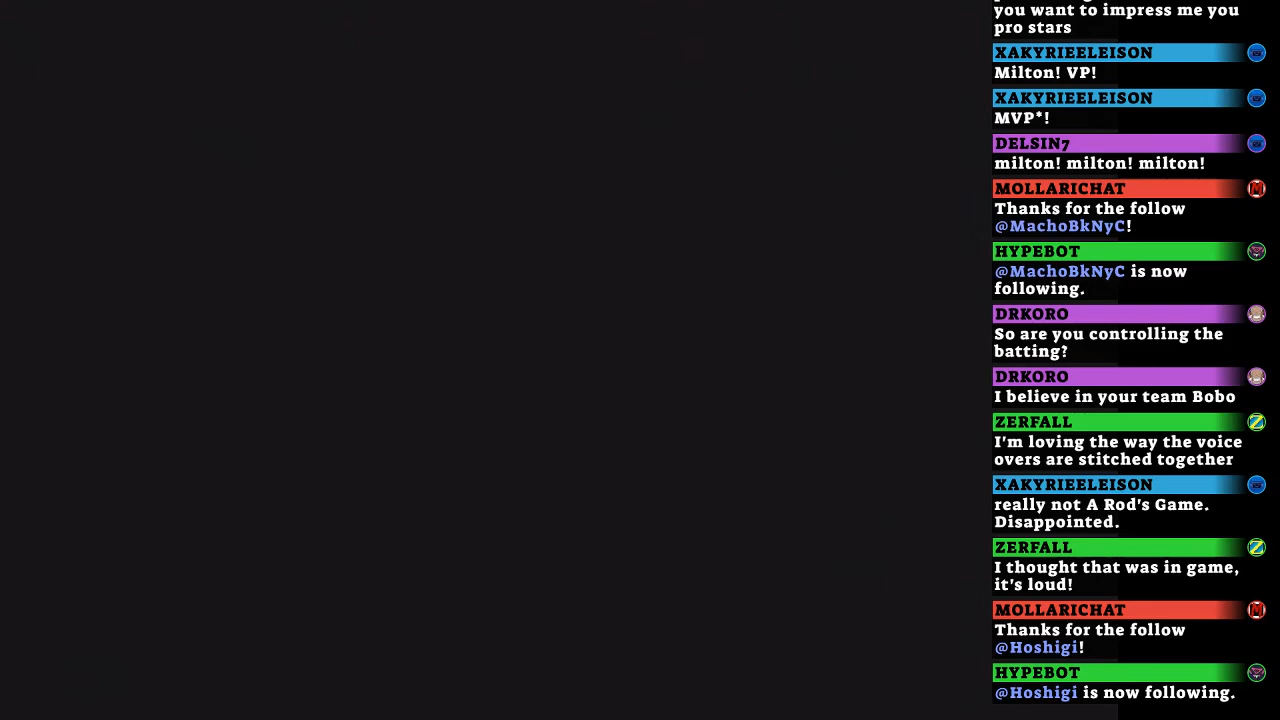 you want to impress me you
pro stars
XAKYRIEELEISON
Milton! VP!
XAKYRIEELEISON
MVP*!
DELSIN7
milton! milton! milton!
MOLLARICHAT
M
Thanks for the follow
@MachoBkNyC!
HYPEBOT
@MachoBkNyC is now
following.
DRKORO
So are you controlling the
batting?
DRKORO
I believe in your team Bobo
ZERFALL
Z
I'm loving the way the voice
overs are stitched together
XAKYRIEELEISON
really not A Rod's Game.
Disappointed.
ZERFALL
Z
I thought that was in game,
it's loud!
MOLLARICHAT
M
Thanks for the follow
@Hoshigi!
HYPEBOT
@Hoshigi is now following.